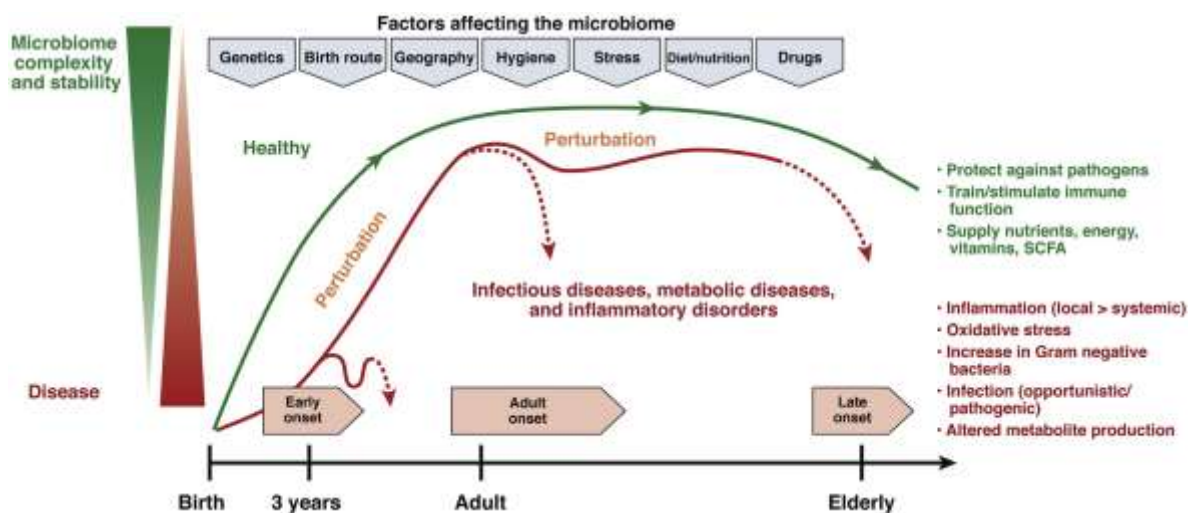 Factors affecting the microbiome
Microbiome
complexity
and stability
Genetics
Birth route
Geography
Hygiene
Stress
Diet/nutrition
Drugs
Healthy
Perturbation
Perturbation
• Protect against pathogens
• Train/stimulate immune
function
• Supply nutrients, energy,
vitamins, SCFA
Infectious diseases, metabolic diseases,
and inflammatory disorders
• Inflammation (local > systemic)
• Oxidative stress
• Increase in Gram negative
bacteria
• Infection (opportunistic/
pathogenic)
• Altered metabolite production
Disease
Early
onset
Adult
onset
Late
onset
Birth
3 years
Adult
Elderly